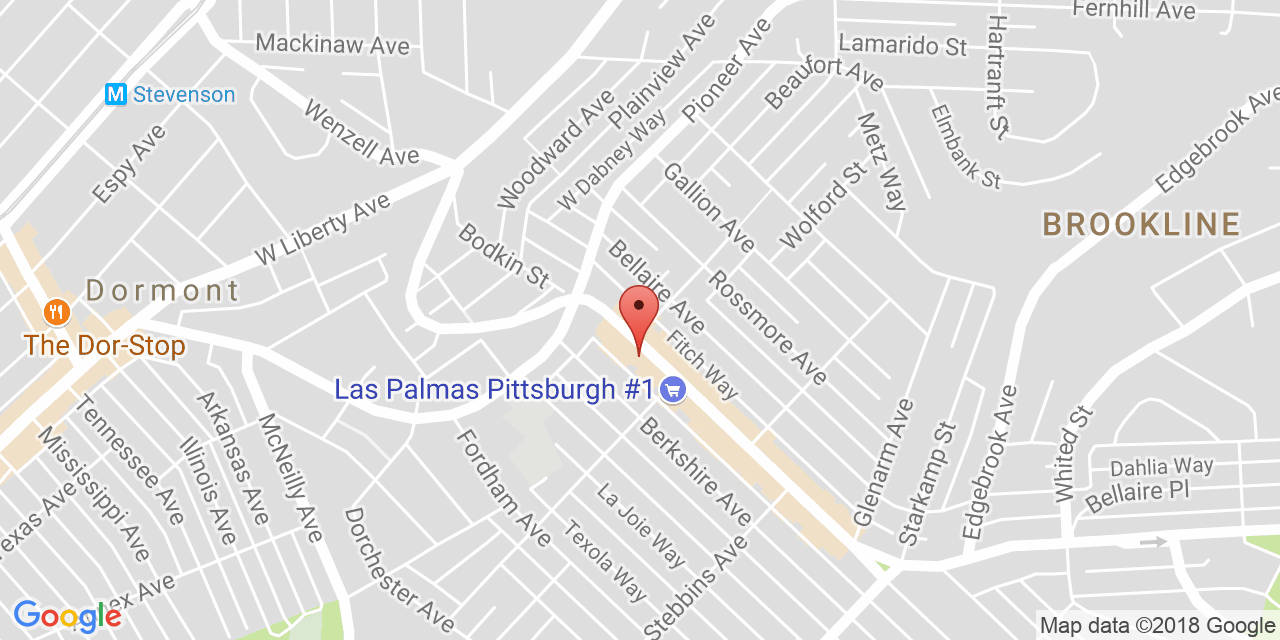 Fernhill Ave
Mackinaw Ave
Lamarido St
Hartranft St
Plainview Ave
Pioneer Ave
Beaufort Ave
M Stevenson
Wenzell Ave
Espy Ave
Woodward Ave
W Dabney Way
Metz Way
Elmbank St
Edgebrook Ave
Gallion Ave
Wolford St
W Liberty Ave
BROOKLINE
Bodkin St
Bellaire Ave
Dormont
Rossmore Ave
The Dor-Stop
Fitch Way
Las Palmas Pittsburgh #1
Tennessee Ave
Arkansas Ave
McNeilly Ave
Mississippi Ave
Illinois Ave
Fordham Ave
Berkshire Ave
Glenarm Ave
Starkamp St
Edgebrook Ave
Whited St
Dahlia Way
Bellaire Pl
Texas Ave
La Joie Way
Texola Way
Stebbins Ave
Dorchester Ave
Ave
Google
Map data ©2018 Google